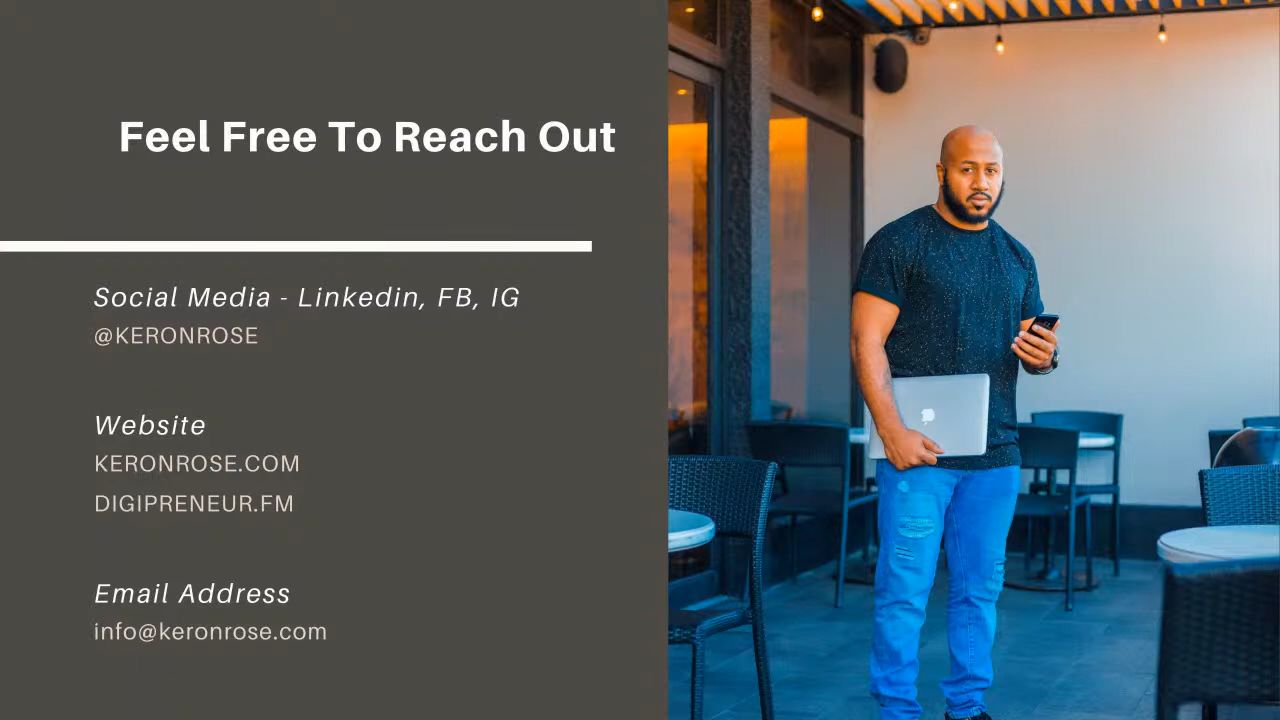 Feel Free To Reach Out
Social Media - Linkedin, FB, IG
@KERONROSE
Website
KERONROSE.COM
DIGIPRENEUR.FM
Email Address
info@keronrose.com